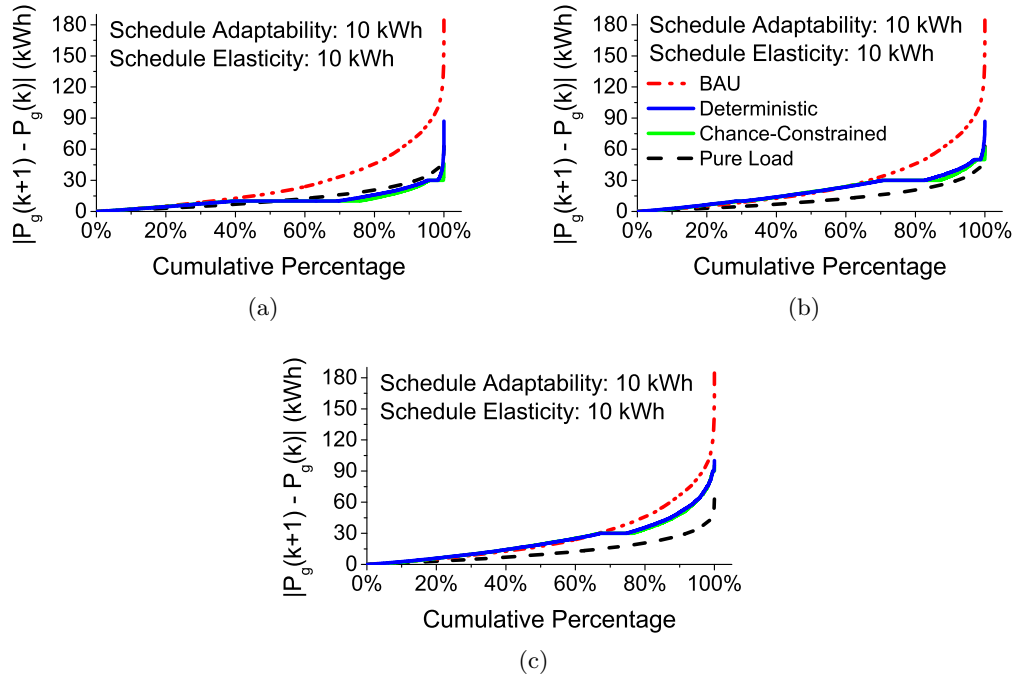 |P_g(k+1) - P_g(k)| (kWh)
180
150
120
90
60
30
0
Schedule Adaptability: 10 kWh
Schedule Elasticity: 10 kWh
0% 20% 40% 60% 80% 100%
Cumulative Percentage
(a)
|P_g(k+1) - P_g(k)| (kWh)
180
150
120
90
60
30
0
Schedule Adaptability: 10 kWh
Schedule Elasticity: 10 kWh
BAU
Deterministic
Chance-Constrained
Pure Load
0% 20% 40% 60% 80% 100%
Cumulative Percentage
(b)
|P_g(k+1) - P_g(k)| (kWh)
180
150
120
90
60
30
0
Schedule Adaptability: 10 kWh
Schedule Elasticity: 10 kWh
0% 20% 40% 60% 80% 100%
Cumulative Percentage
(c)